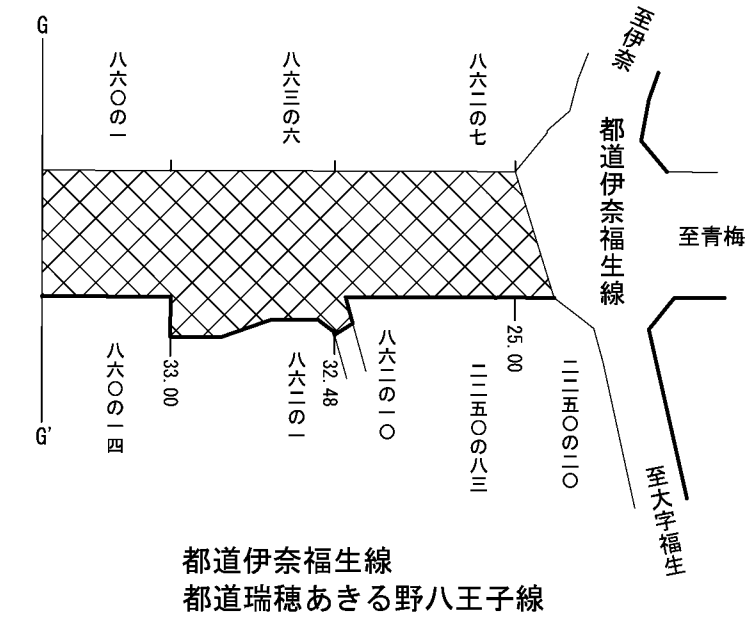 G
八六〇の一
八六三の六
八六二の七
至伊奈
都道伊奈福生線
至青梅
G'
八六〇の一四
33.00
八六二の一
32.48
八六二の一〇
25.00
二二五〇の八三
二二五〇の二〇
至大字福生
都道伊奈福生線
都道瑞穂あきる野八王子線